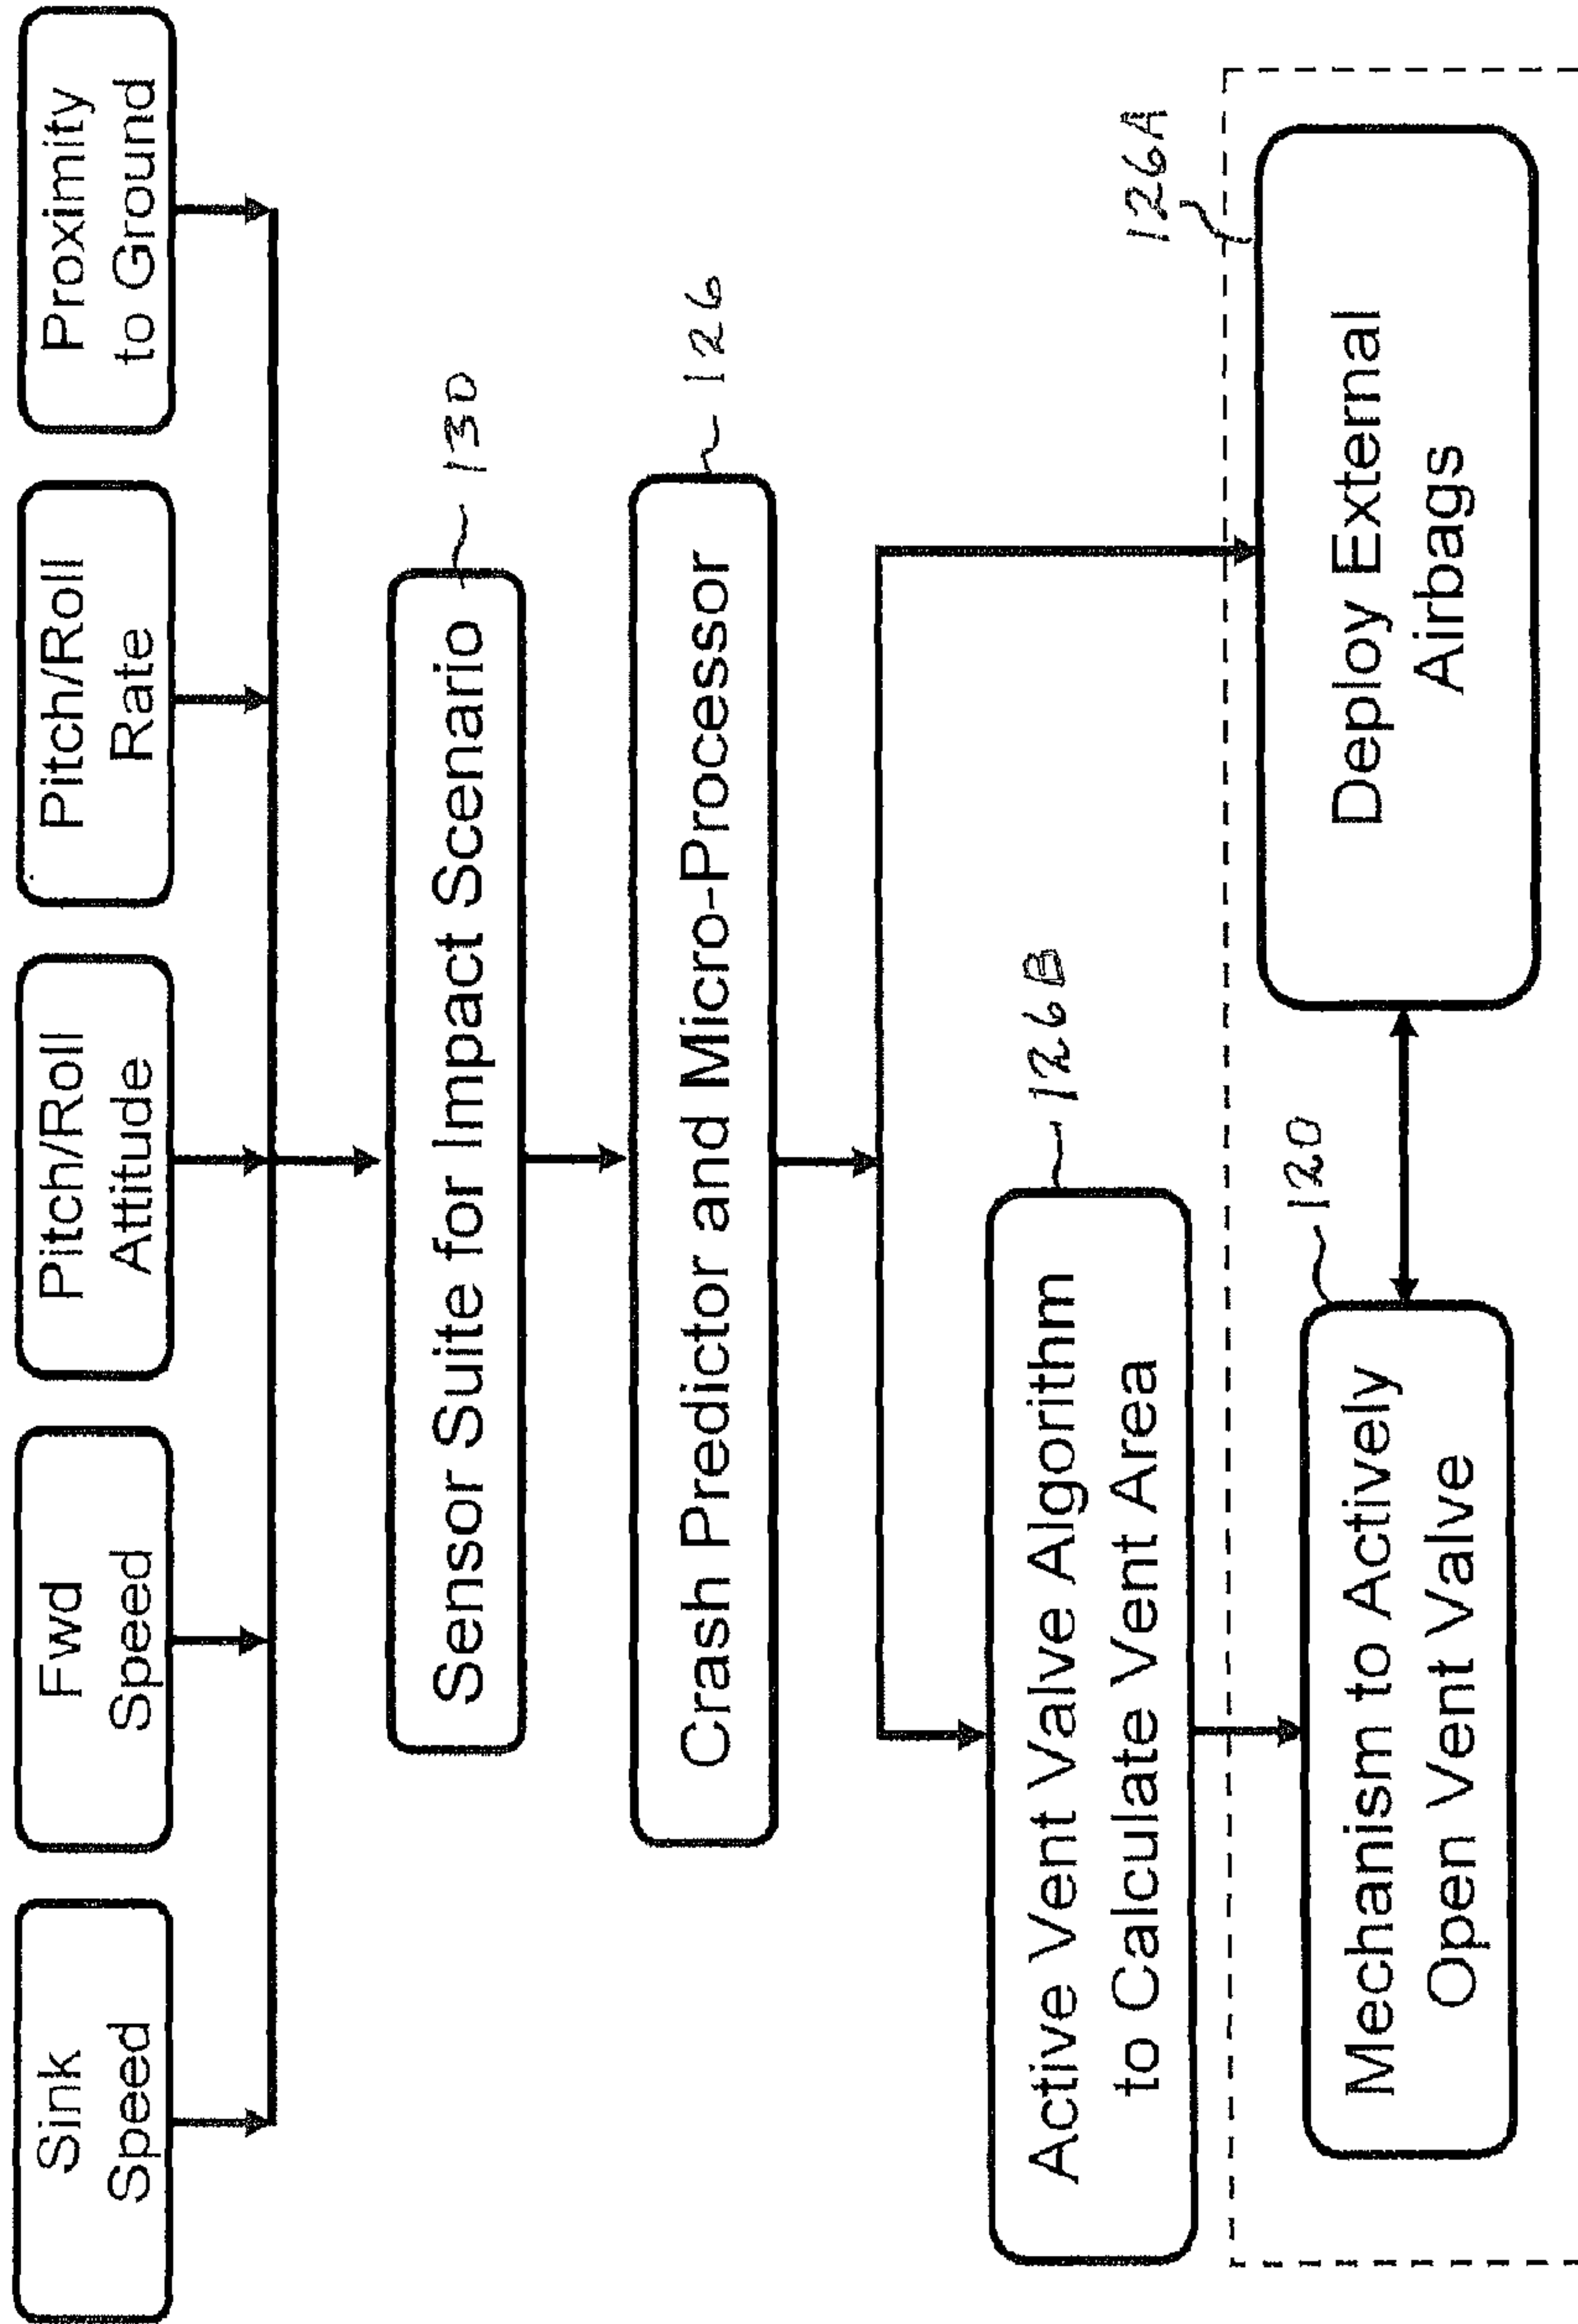 Sink
Speed
Fwd
Speed
Pitch/Roll
Attitude
Pitch/Roll
Rate
Proximity
to Ground
Sensor Suite for Impact Scenario
130
Crash Predictor and Micro-Processor
126
Active Vent Valve Algorithm
to Calculate Vent Area
126B
126A
Mechanism to Actively
Open Vent Valve
120
Deploy External
Airbags